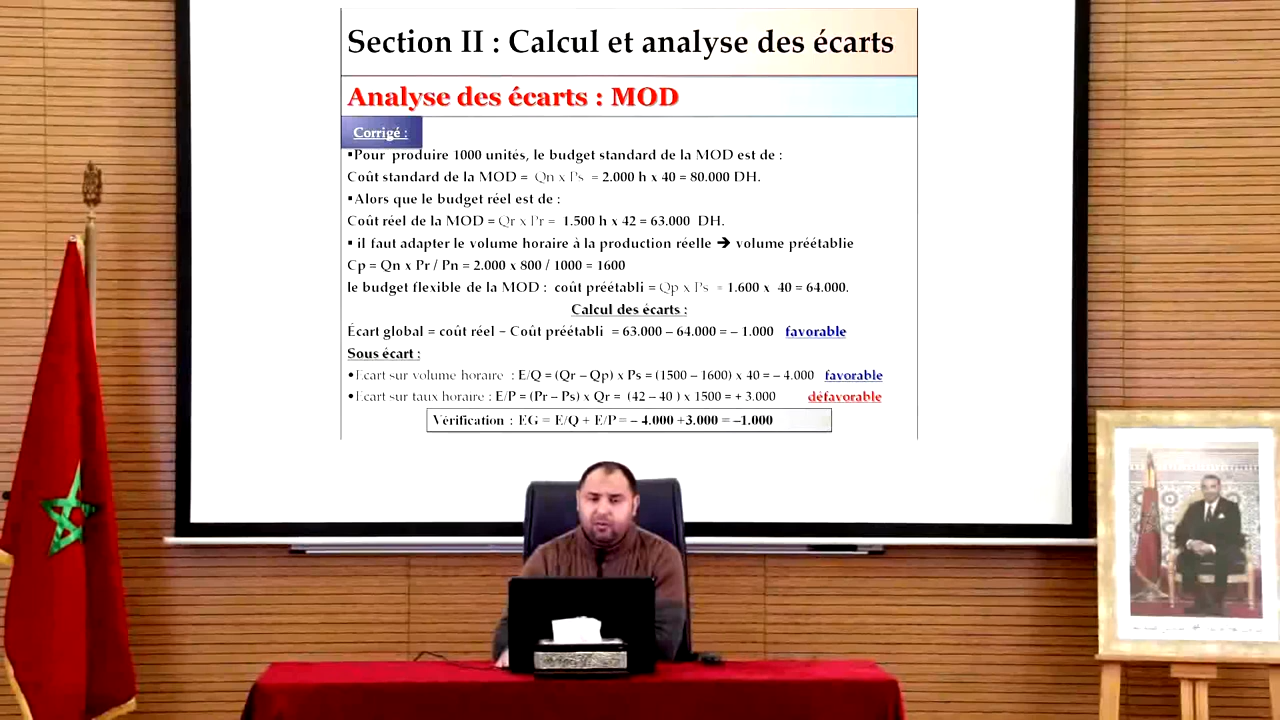 Section II : Calcul et analyse des écarts
Analyse des écarts : MOD
Corrigé :
▪Pour produire 1000 unités, le budget standard de la MOD est de :
Coût standard de la MOD = Qn x Ps = 2.000 h x 40 = 80.000 DH.
▪Alors que le budget réel est de :
Coût réel de la MOD = Qr x Pr = 1.500 h x 42 = 63.000 DH.
▪ il faut adapter le volume horaire à la production réelle ➔ volume préétablie
Cp = Qn x Pr / Pn = 2.000 x 800 / 1000 = 1600
le budget flexible de la MOD : coût préétabli = Qp x Ps = 1.600 x 40 = 64.000.
Calcul des écarts :
Écart global = coût réel – Coût préétabli = 63.000 – 64.000 = – 1.000 favorable
Sous écart :
•Ecart sur volume horaire : E/Q = (Qr – Qp) x Ps = (1500 – 1600) x 40 = – 4.000 favorable
•Ecart sur taux horaire : E/P = (Pr – Ps) x Qr = (42 – 40 ) x 1500 = + 3.000 défavorable
Vérification : EG = E/Q + E/P = – 4.000 +3.000 = –1.000